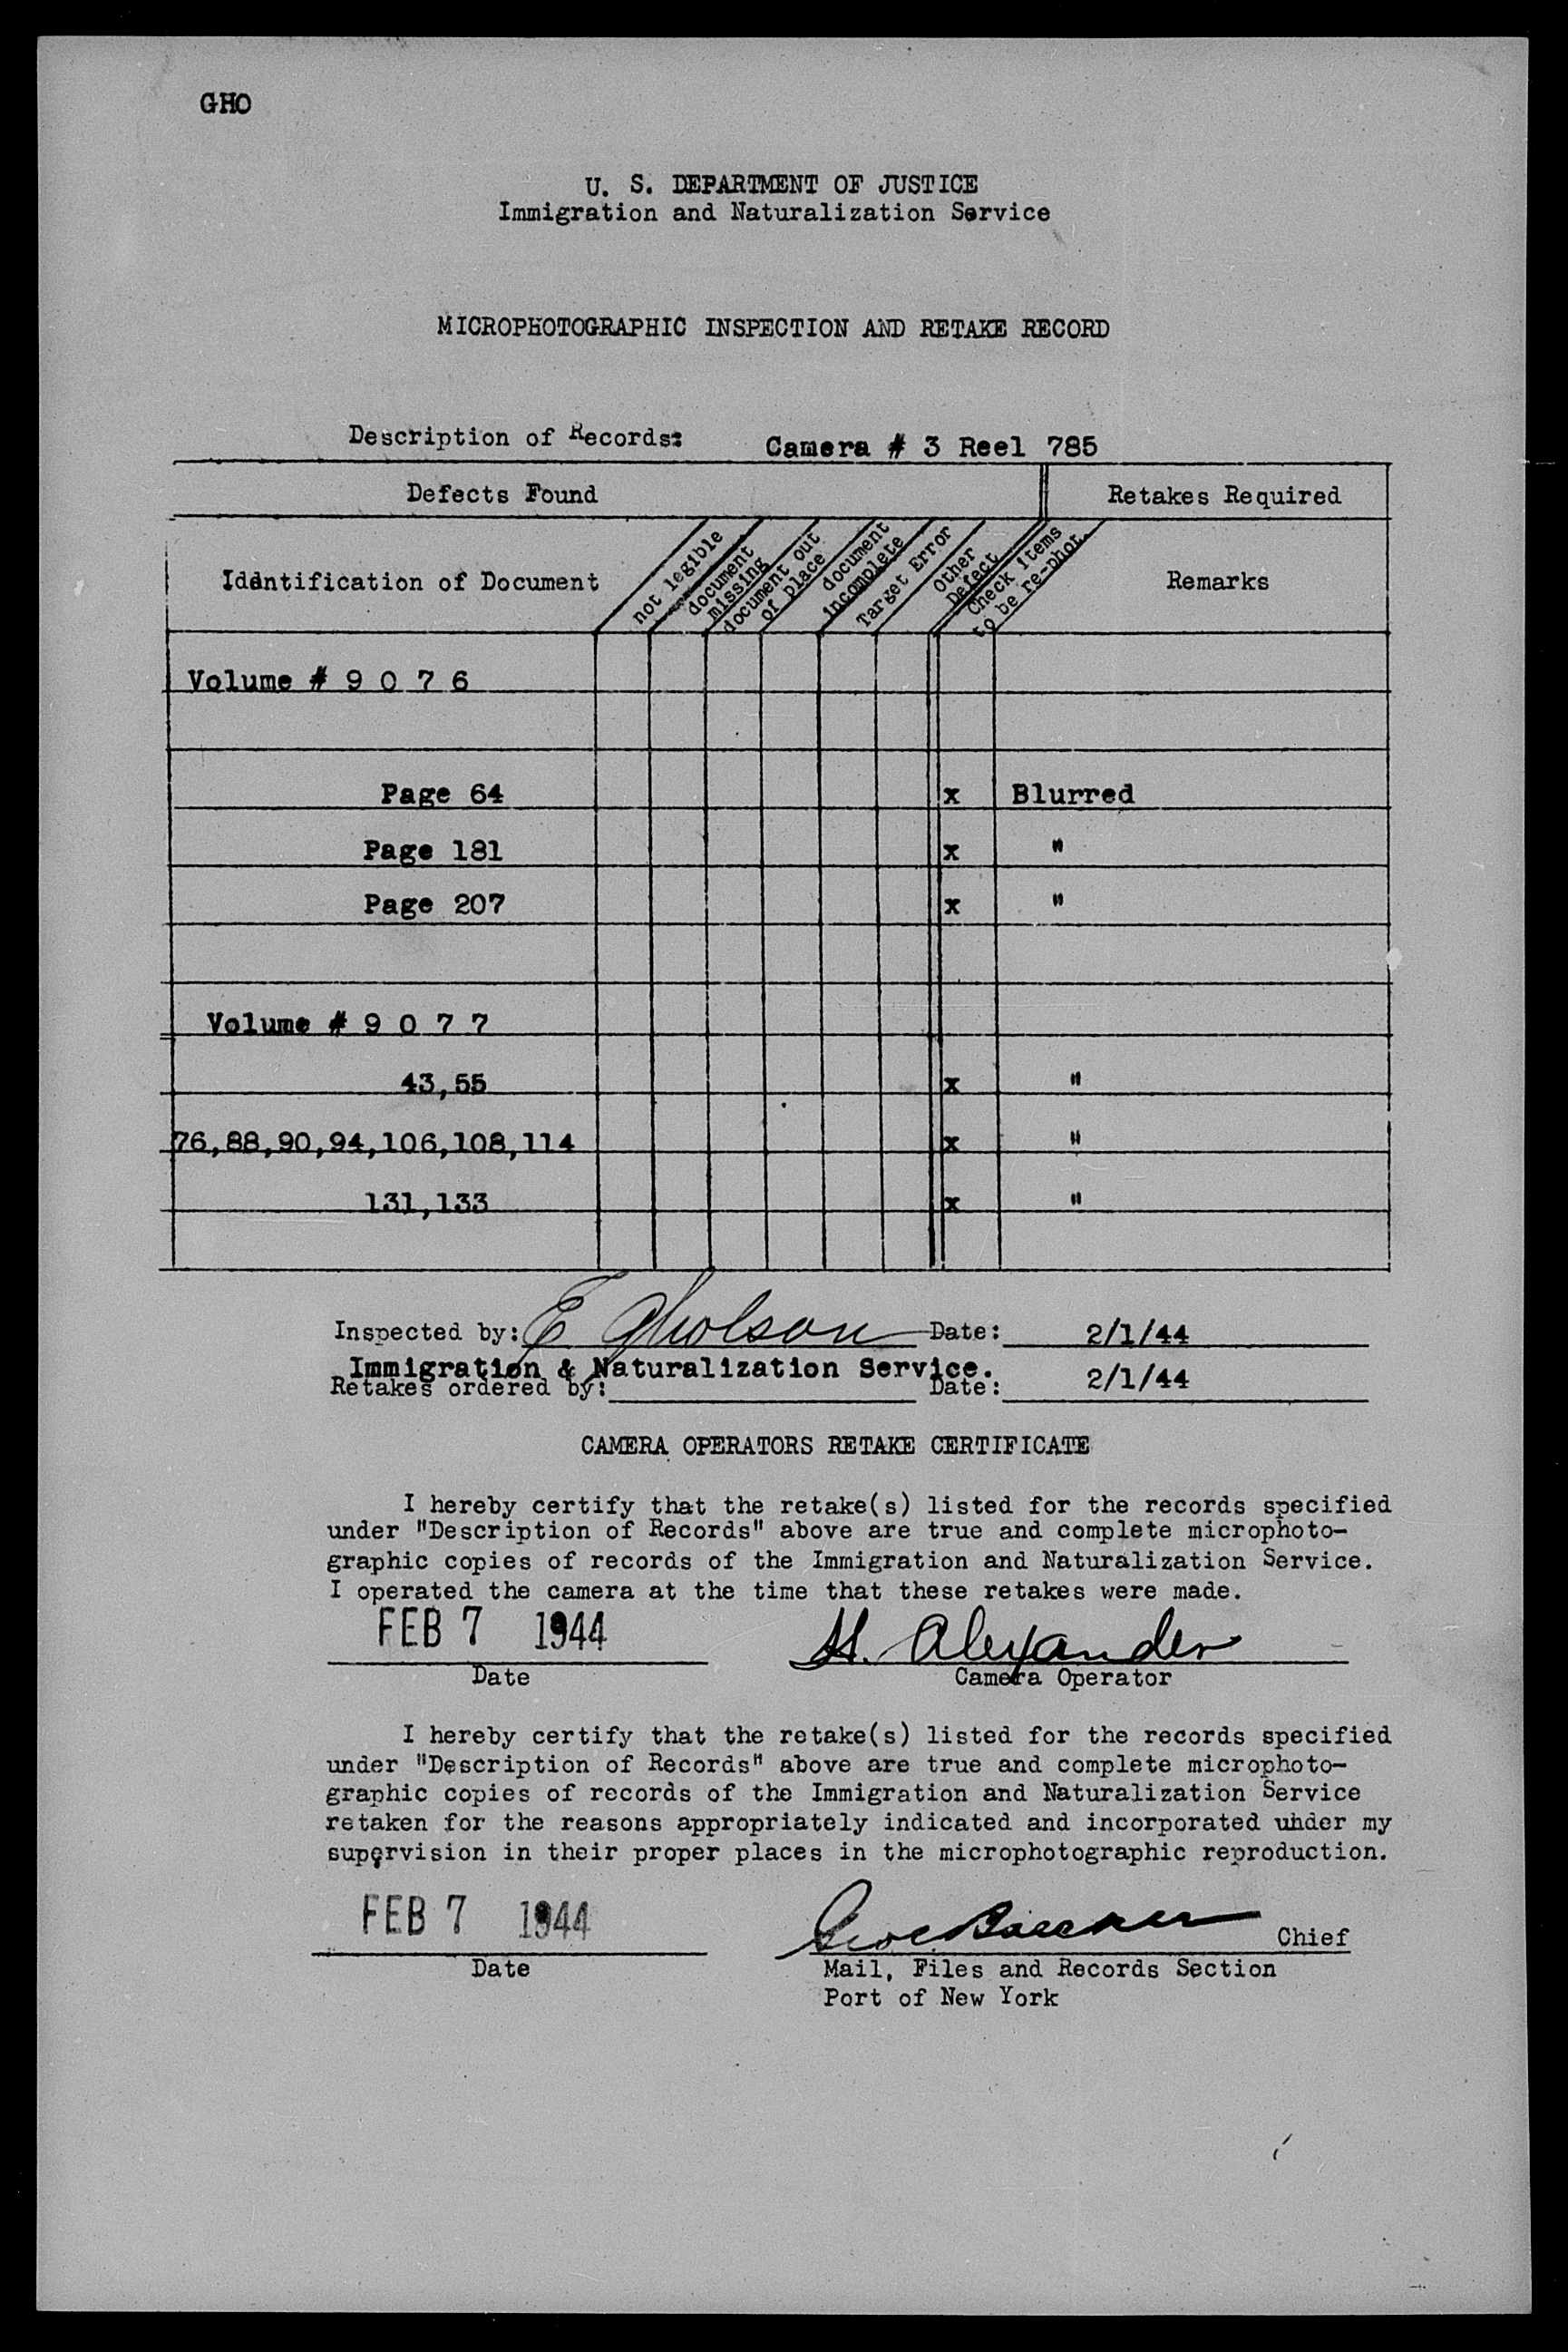 GHO
U. S. DEPARTMENT OF JUSTICE
Immigration and Naturalization Service
MICROPHOTOGRAPHIC INSPECTION AND RETAKE RECORD
Description of Records: Camera # 3 Reel 785
Defects Found Retakes Required
Identification of Document
not legible
document missing
document out of place
document incomplete
Target Error
Other Defect
Check items to be re-phot.
Remarks
Volume # 9 0 7 6
Page 64 x Blurred
Page 181 x "
Page 207 x "
Volume # 9 0 7 7
43,55 x "
76,88,90,94,106,108,114 x "
131,133 x "
Inspected by: E Gholson Date: 2/1/44
Immigration & Naturalization Service.
Retakes ordered by: Date: 2/1/44
CAMERA OPERATORS RETAKE CERTIFICATE
I hereby certify that the retake(s) listed for the records specified
under "Description of Records" above are true and complete microphoto-
graphic copies of records of the Immigration and Naturalization Service.
I operated the camera at the time that these retakes were made.
FEB 7 1944 H. Alexander
Date Camera Operator
I hereby certify that the retake(s) listed for the records specified
under "Description of Records" above are true and complete microphoto-
graphic copies of records of the Immigration and Naturalization Service
retaken for the reasons appropriately indicated and incorporated under my
supervision in their proper places in the microphotographic reproduction.
FEB 7 1944 Chief
Date Mail, Files and Records Section
Port of New York